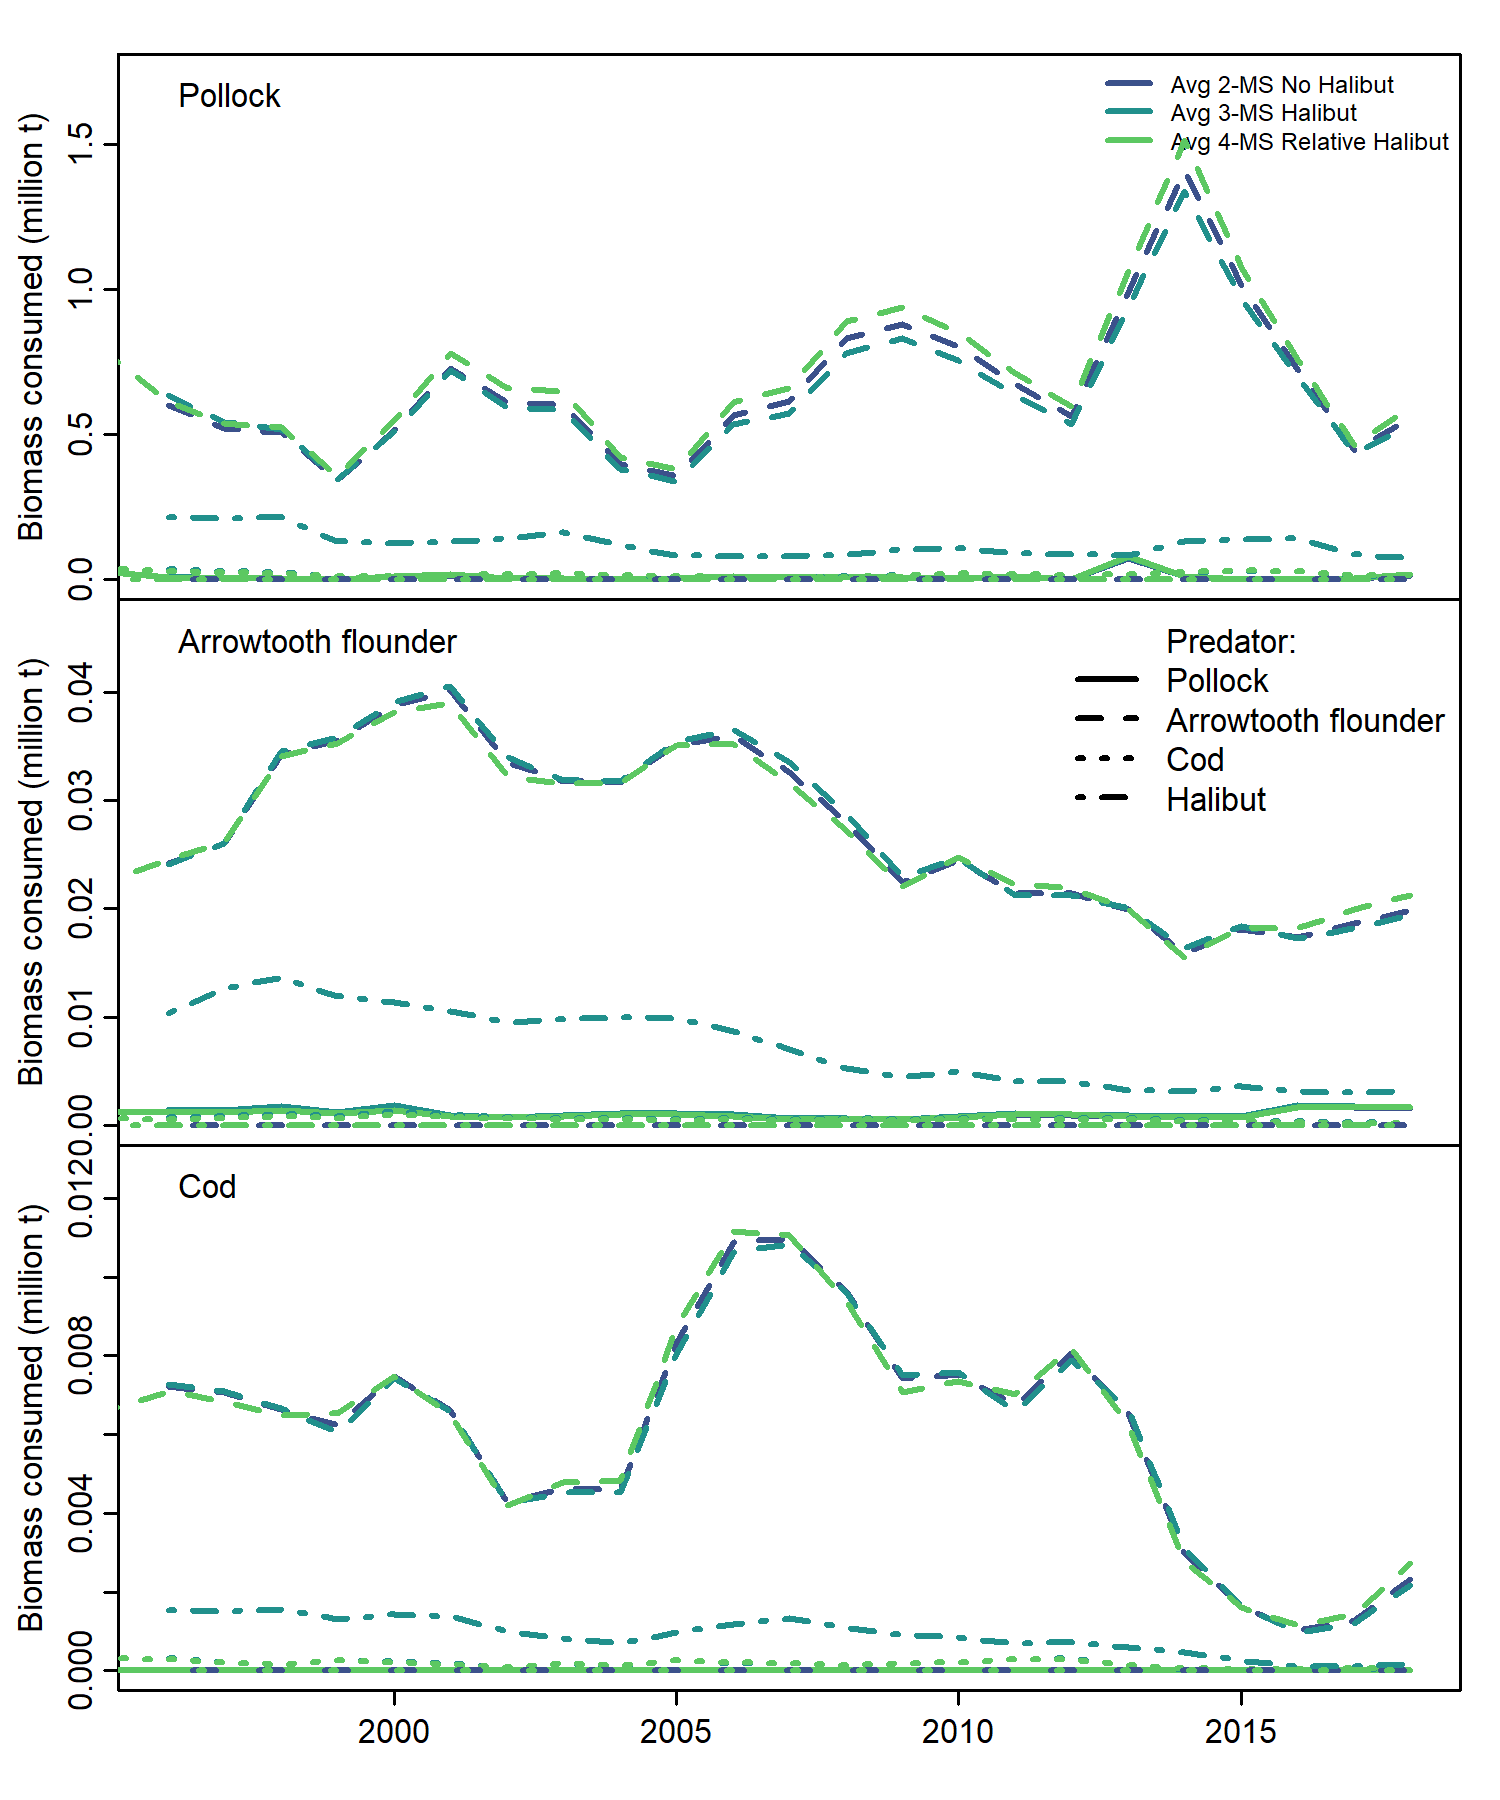 Pollock
Avg 2-MS No Halibut
Avg 3-MS Halibut
Avg 4-MS Relative Halibut
Biomass consumed (million t)
1.5
1.0
0.5
0.0
Arrowtooth flounder
Predator:
Pollock
Arrowtooth flounder
Cod
Halibut
Biomass consumed (million t)
0.04
0.03
0.02
0.01
0.00
Cod
Biomass consumed (million t)
0.012
0.008
0.004
0.000
2000 2005 2010 2015